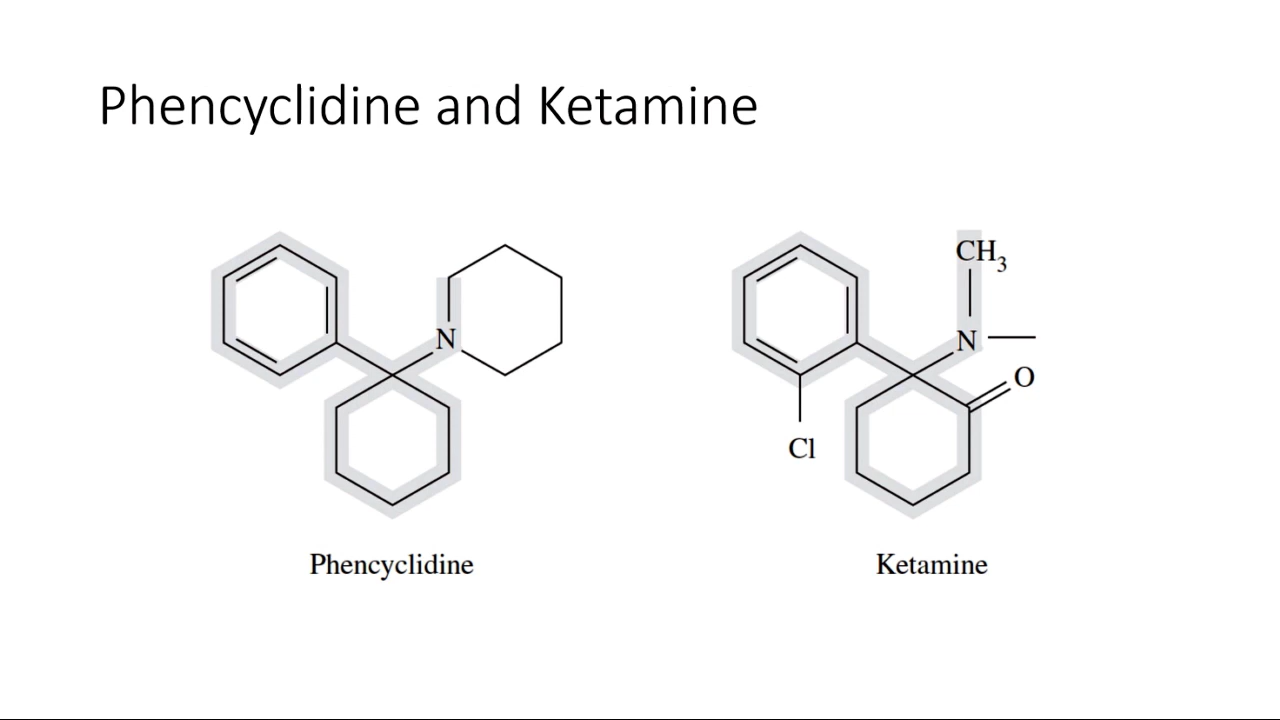 Phencyclidine and Ketamine
CH3
N
N
O
Cl
Phencyclidine
Ketamine